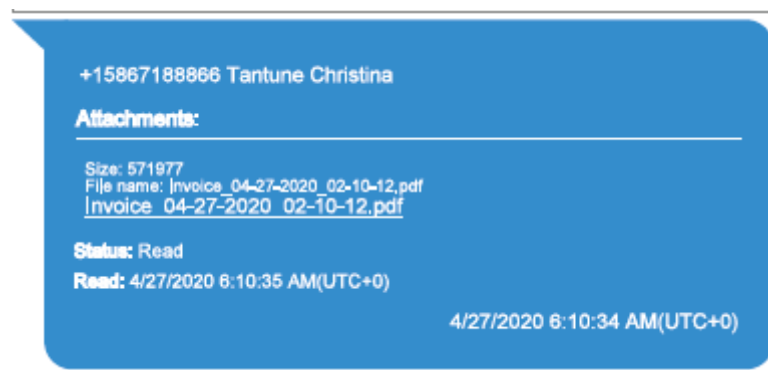 +15867188866 Tantune Christina
Attachments:
Size: 571977
File name: Invoice_04-27-2020_02-10-12.pdf
Invoice_04-27-2020_02-10-12.pdf
Status: Read
Read: 4/27/2020 6:10:35 AM(UTC+0)
4/27/2020 6:10:34 AM(UTC+0)